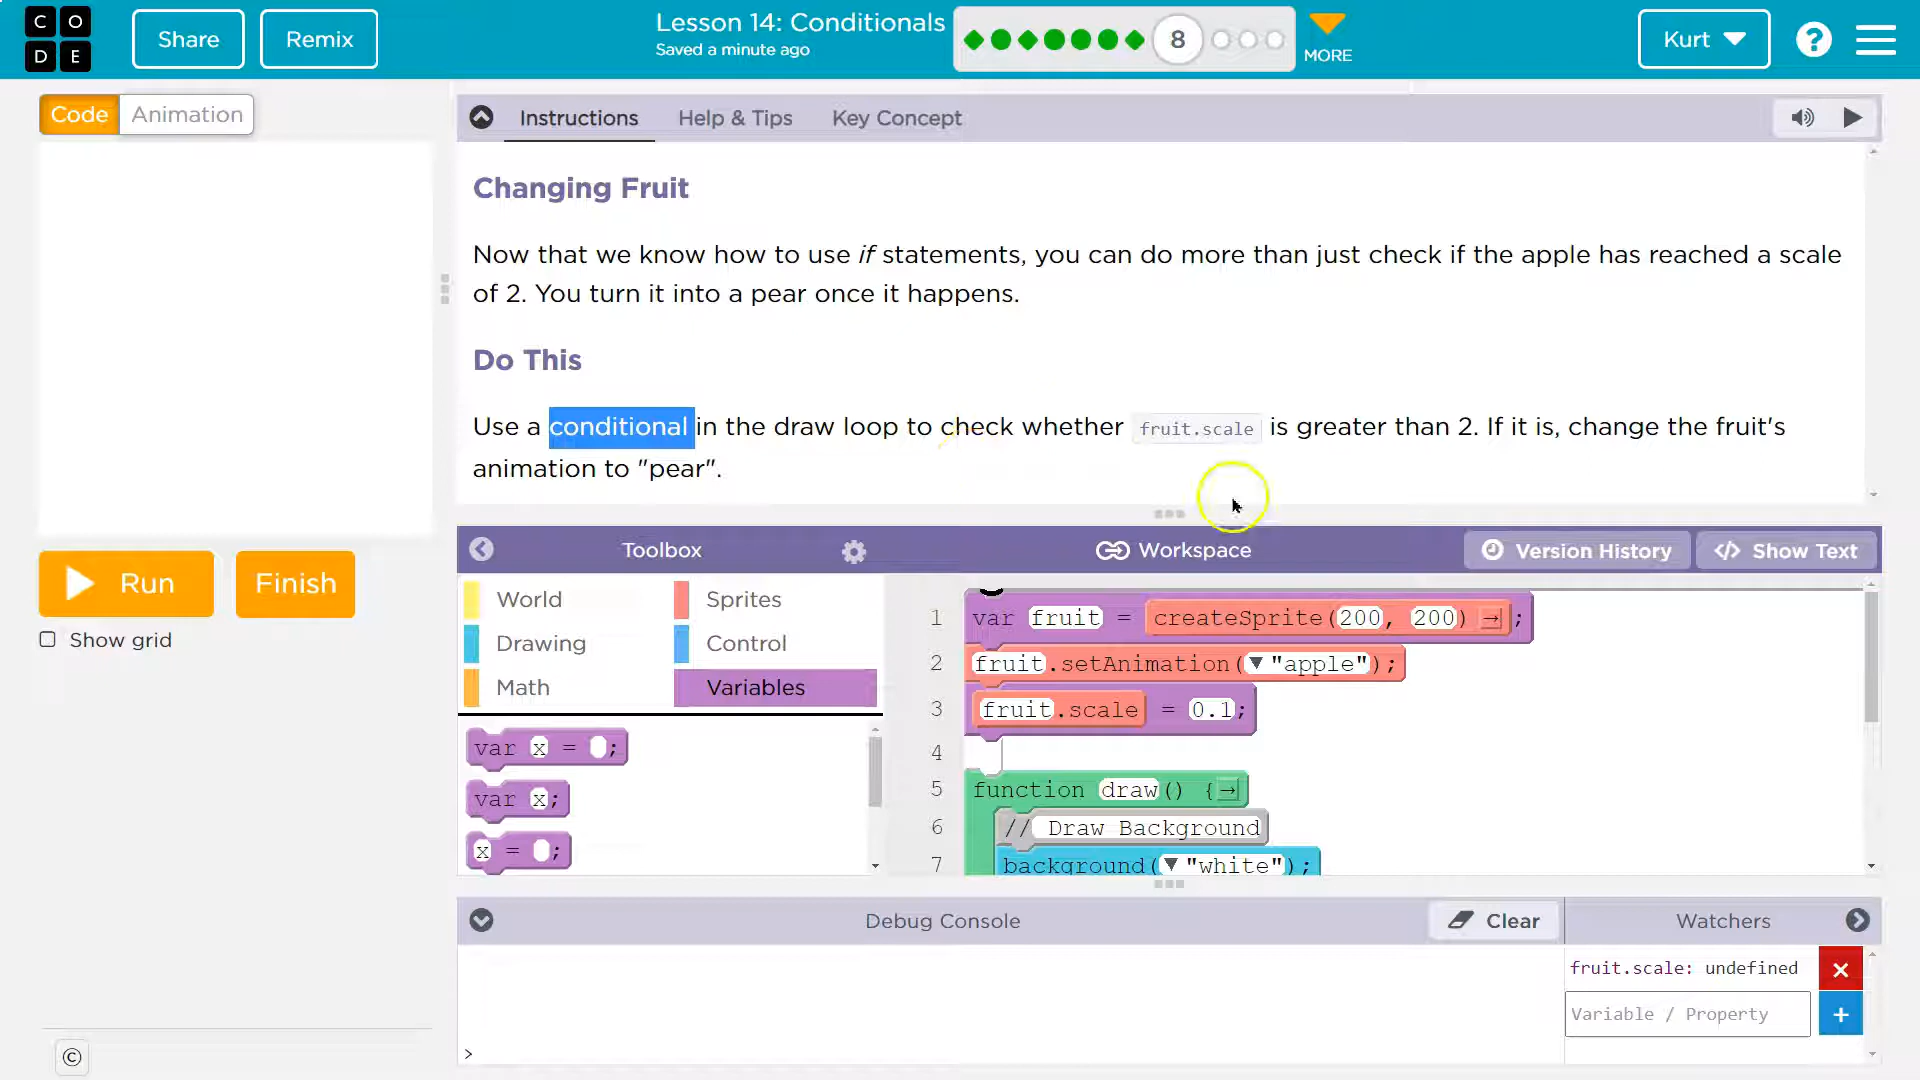 CO
DE
Share
Remix
Lesson 14: Conditionals
Saved a minute ago
8
MORE
Kurt
?
Code
Animation
Instructions
Help & Tips
Key Concept
Changing Fruit
Now that we know how to use if statements, you can do more than just check if the apple has reached a scale
of 2. You turn it into a pear once it happens.
Do This
Use a conditional in the draw loop to check whether fruit.scale is greater than 2. If it is, change the fruit's
animation to "pear".
Run
Finish
Show grid
Toolbox
Workspace
Version History
</> Show Text
World
Sprites
Drawing
Control
Math
Variables
var x = ;
var x;
x = ;
1 var fruit = createSprite(200, 200) → ;
2 fruit.setAnimation(▼"apple");
3 fruit.scale = 0.1;
4
5 function draw() {→
6 // Draw Background
7 background(▼"white");
Debug Console
Clear
Watchers
fruit.scale: undefined
Variable / Property
+
>
©